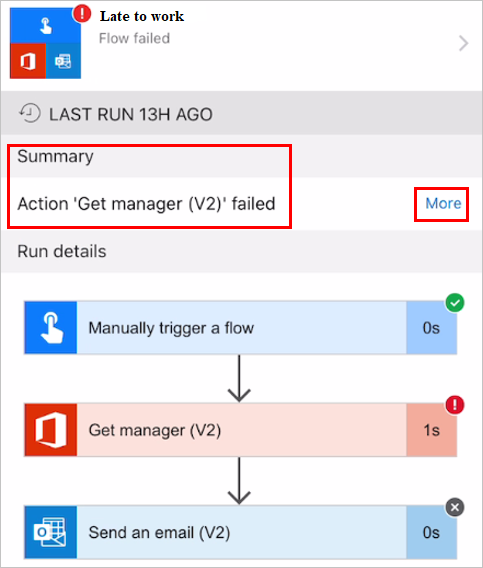 Late to work
Flow failed
LAST RUN 13H AGO
Summary
Action 'Get manager (V2)' failed
More
Run details
Manually trigger a flow
0s
Get manager (V2)
1s
Send an email (V2)
0s